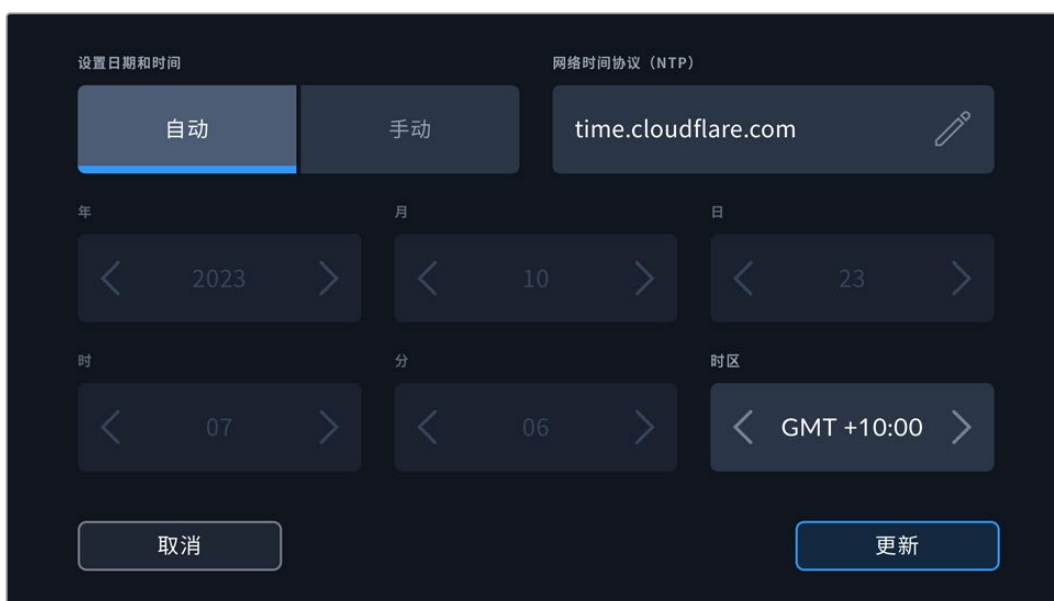 设置日期和时间 网络时间协议（NTP）
自动 手动 time.cloudflare.com
年 月 日
2023 10 23
时 分 时区
07 06 GMT +10:00
取消 更新